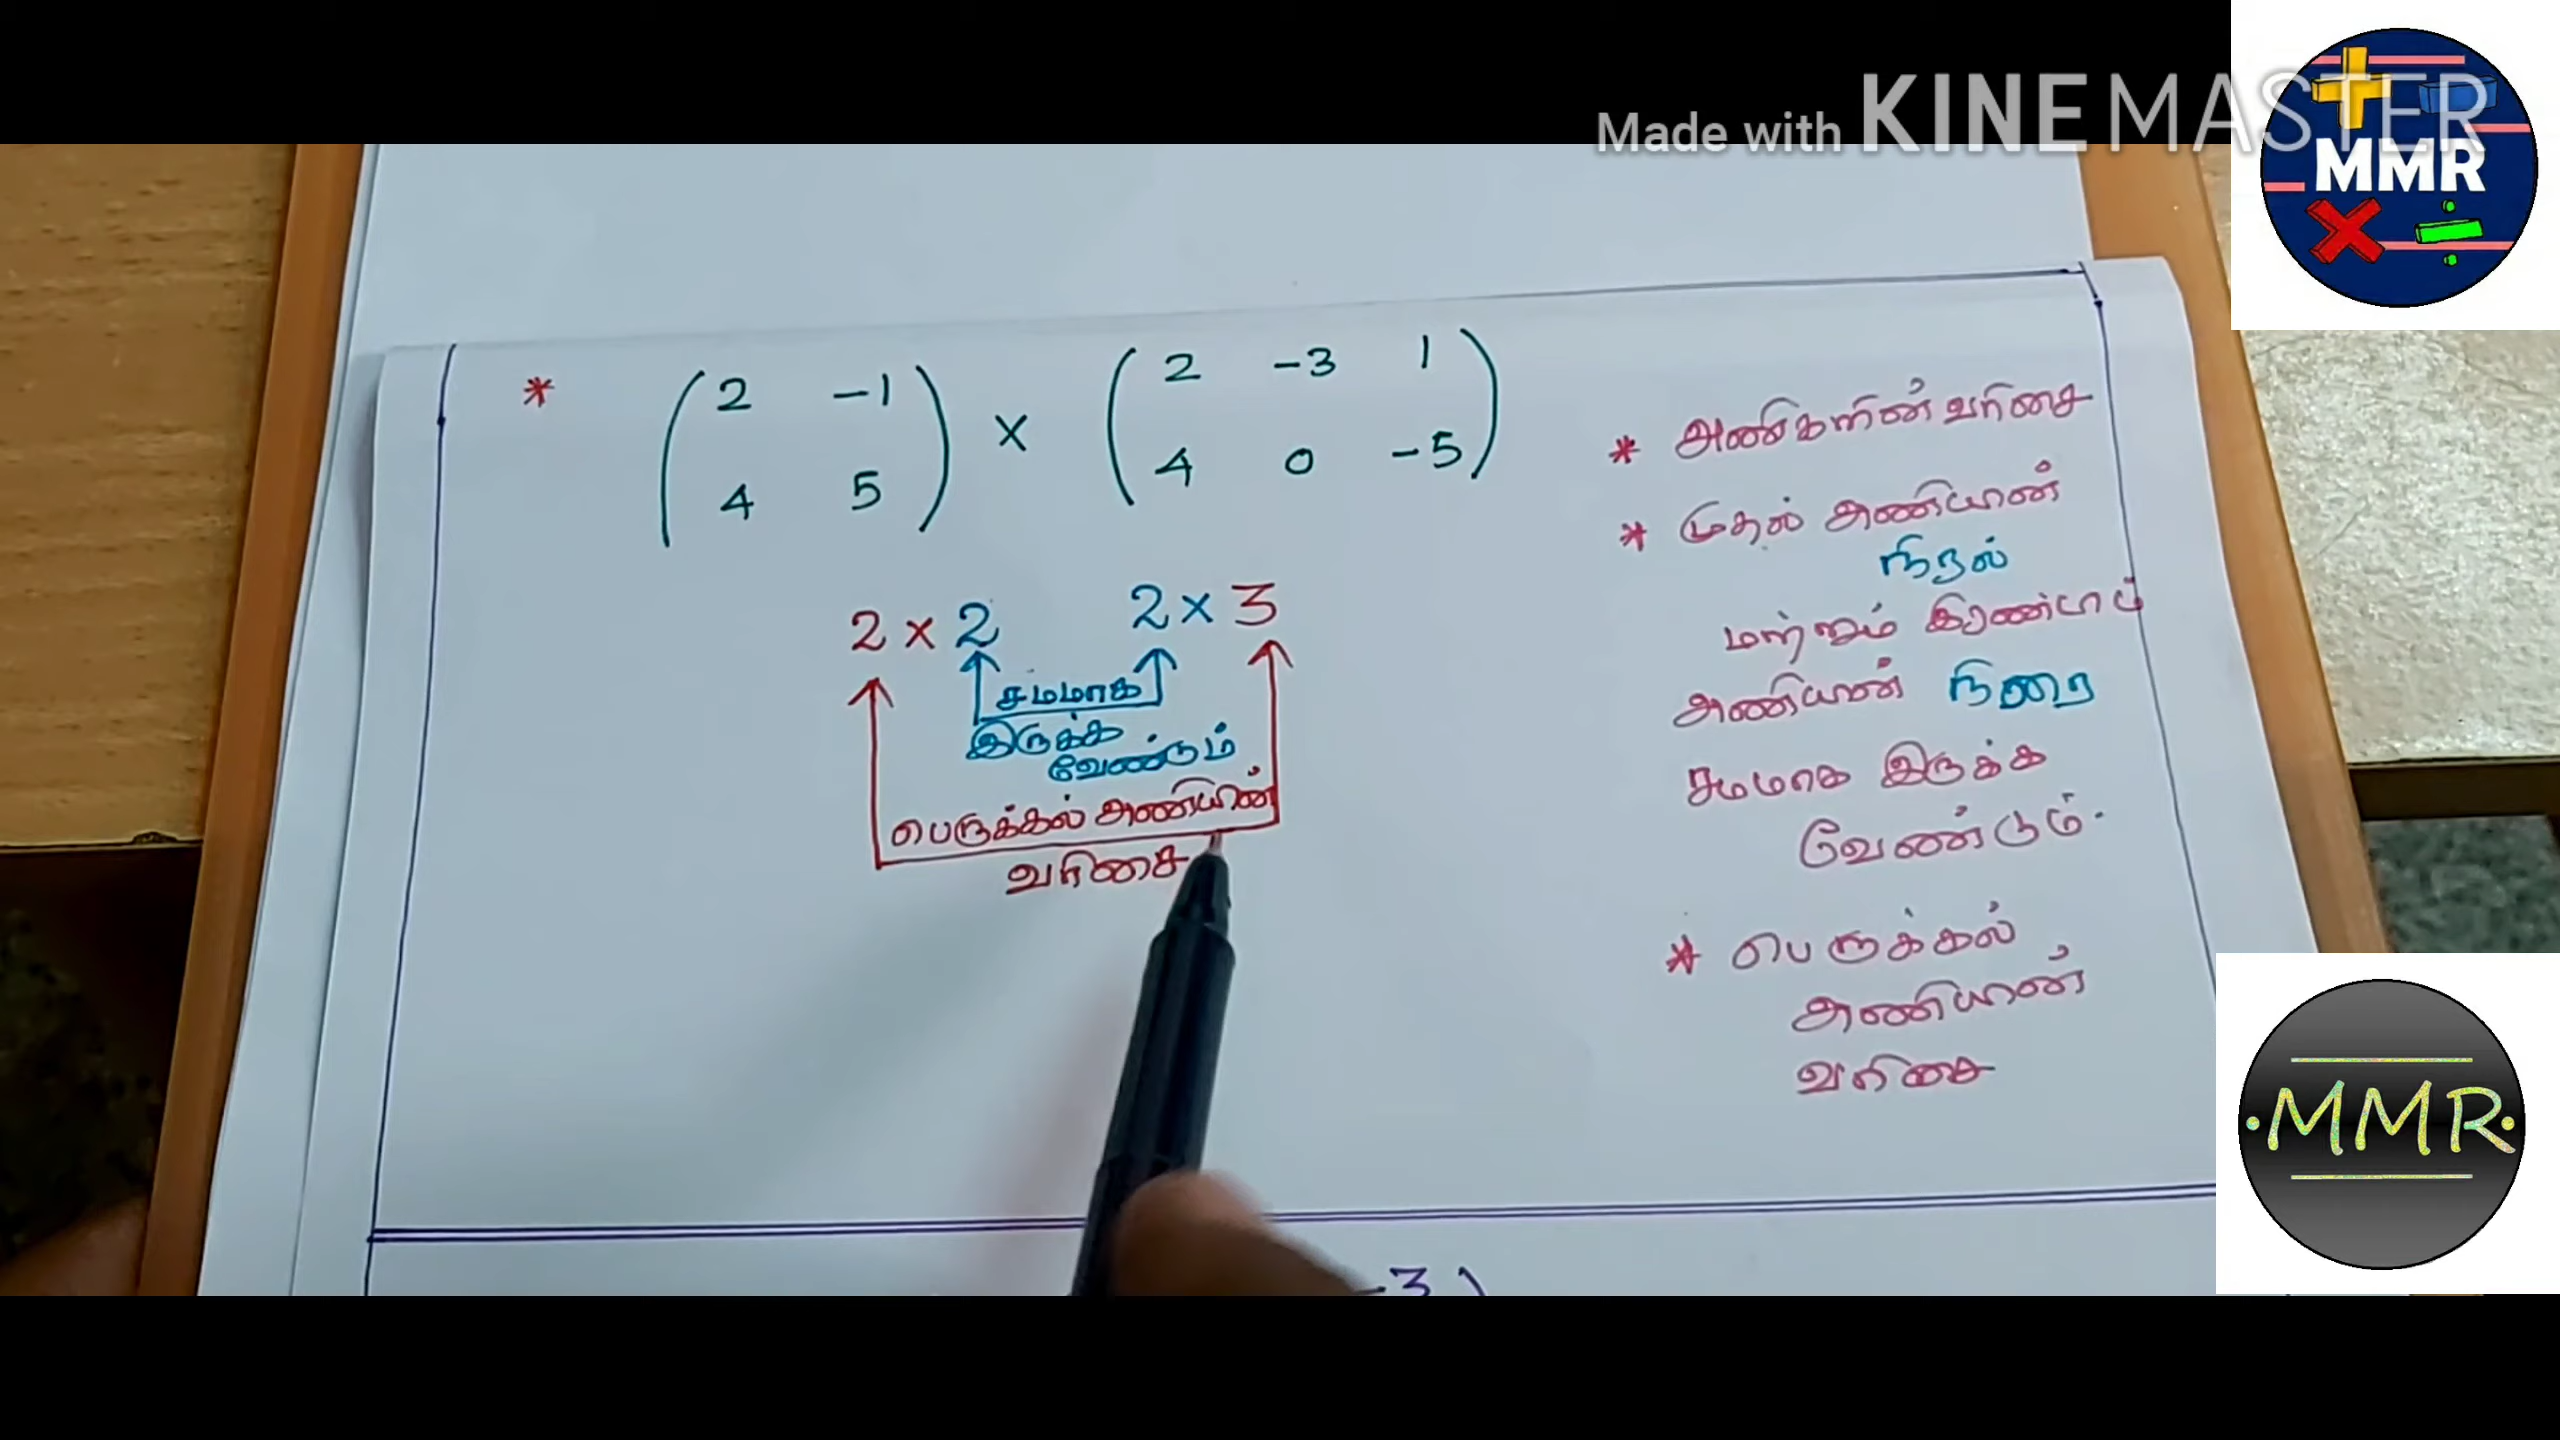 Made with KINEMASTER
MMR
* ( 2 -1 ) × ( 2 -3 1 )
( 4 5 ) ( 4 0 -5 )
2 × 2 2 × 3
சமமாக
இருக்க
வேண்டும்
பெருக்கல் அணியின்
வரிசை
* அணிகளின் வரிசை
* முதல் அணியின்
நிரல்
மற்றும் இரண்டாம்
அணியின் நிரை
சமமாக இருக்க
வேண்டும்.
* பெருக்கல்
அணியின்
வரிசை
MMR
-3 )